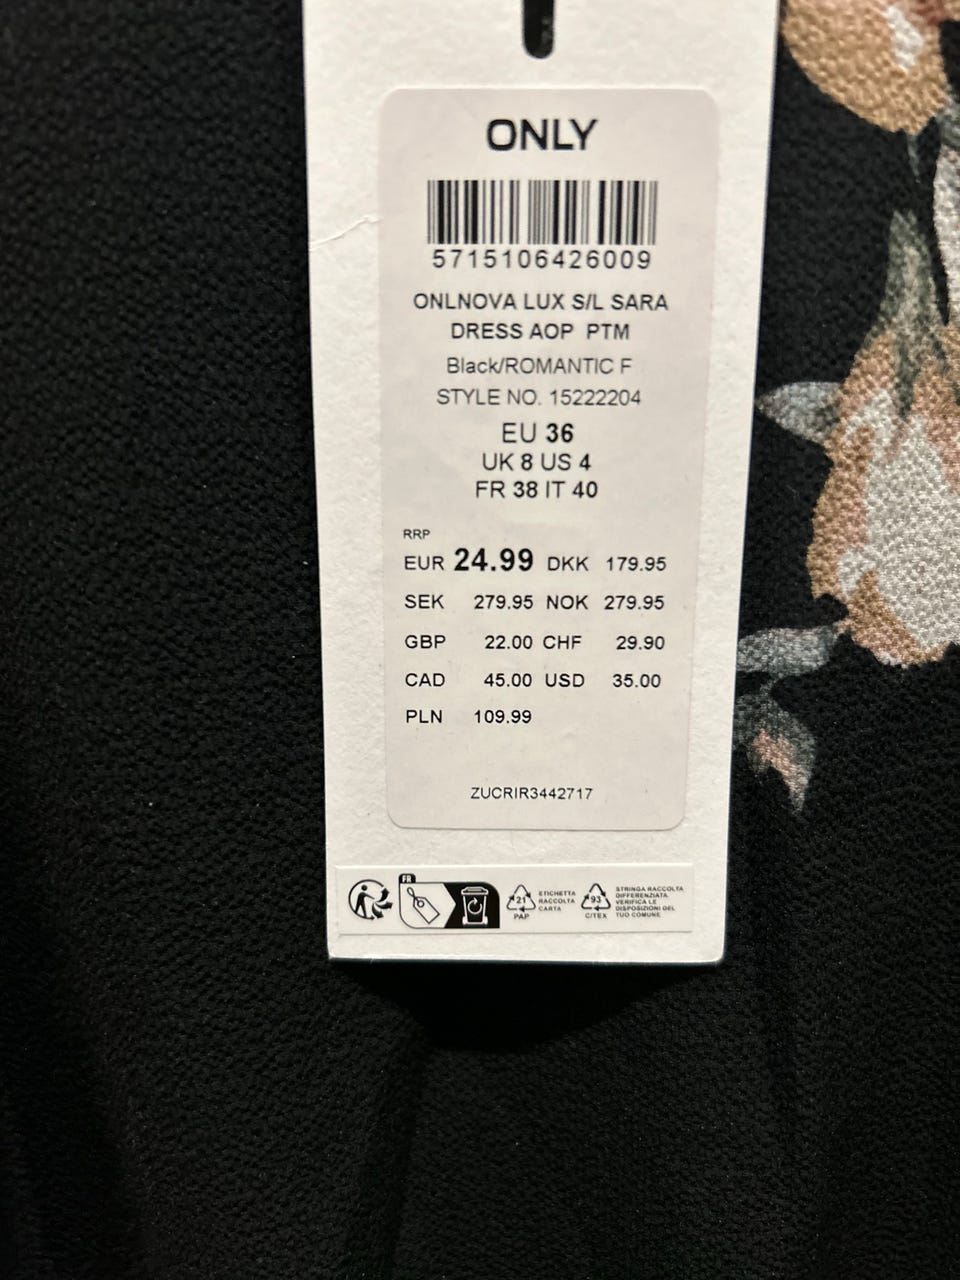 ONLY
5715106426009
ONLNOVA LUX S/L SARA
DRESS AOP PTM
Black/ROMANTIC F
STYLE NO. 15222204
EU 36
UK 8 US 4
FR 38 IT 40
RRP
EUR 24.99 DKK 179.95
SEK 279.95 NOK 279.95
GBP 22.00 CHF 29.90
CAD 45.00 USD 35.00
PLN 109.99
ZUCRIR3442717
FR
21
PAP
ETICHETTA
RACCOLTA
CARTA
93
C/TEX
STRINGA RACCOLTA
DIFFERENZIATA.
VERIFICA LE
DISPOSIZIONI DEL
TUO COMUNE